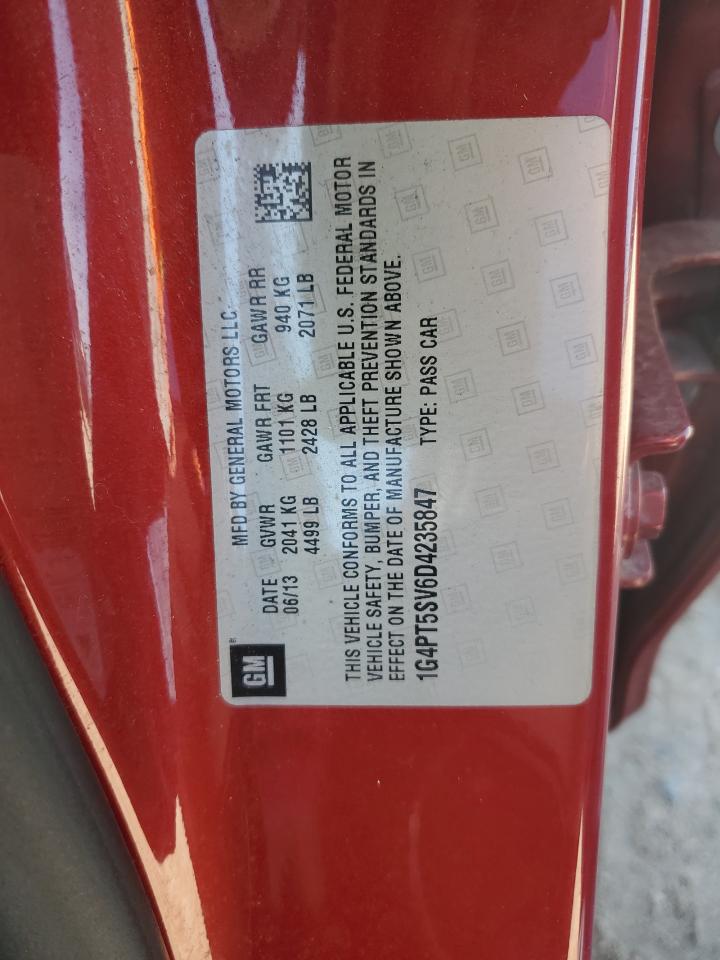 MFD BY GENERAL MOTORS LLC
GM®
DATE GVWR GAWR FRT GAWR RR
06/13 2041 KG 1101 KG 940 KG
4499 LB 2428 LB 2071 LB
THIS VEHICLE CONFORMS TO ALL APPLICABLE U.S. FEDERAL MOTOR
VEHICLE SAFETY, BUMPER, AND THEFT PREVENTION STANDARDS IN
EFFECT ON THE DATE OF MANUFACTURE SHOWN ABOVE.
1G4PT5SV6D4235847 TYPE: PASS CAR